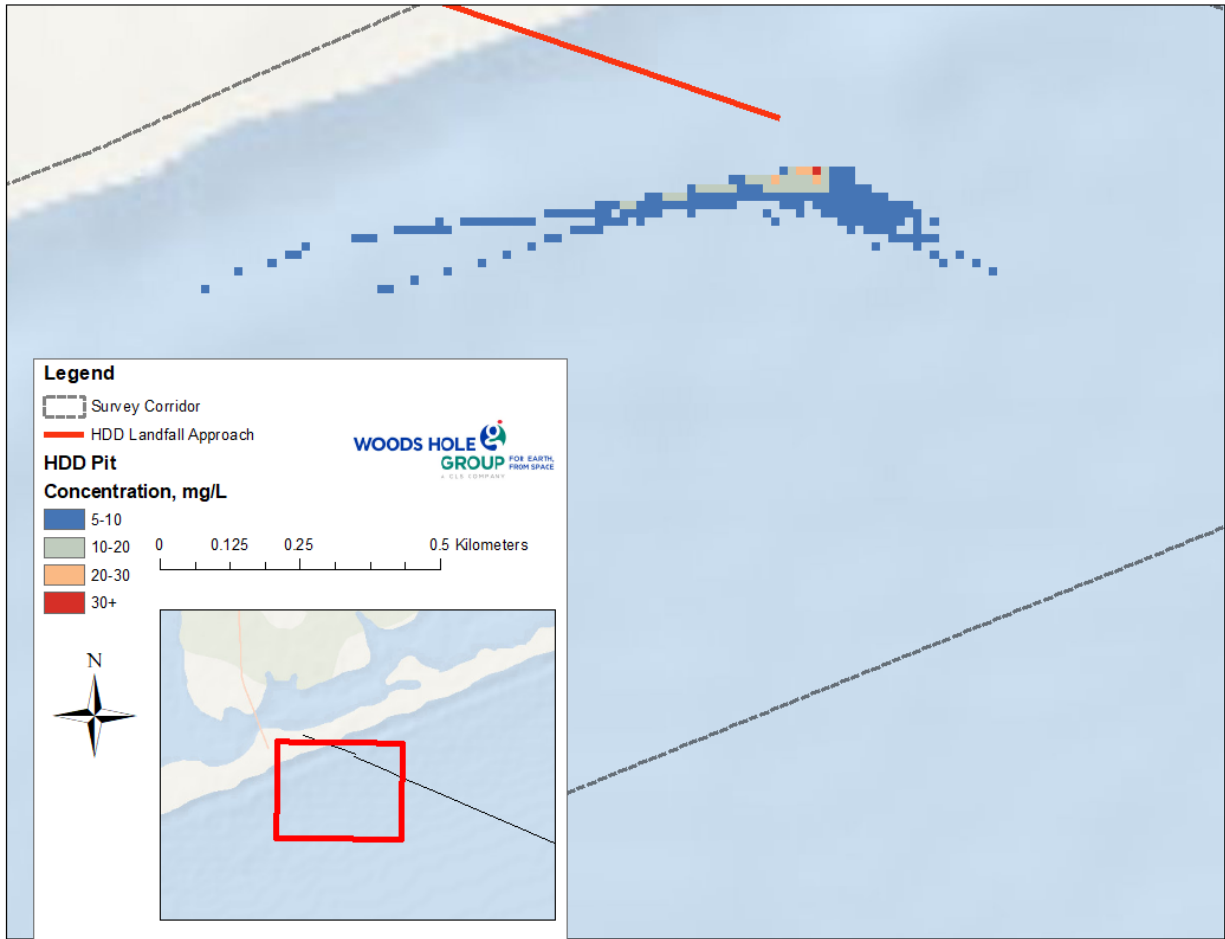 Legend
Survey Corridor
HDD Landfall Approach
WOODS HOLE
GROUP FOR EARTH,
FROM SPACE
A CLS COMPANY
HDD Pit
Concentration, mg/L
5-10
10-20
20-30
30+
0 0.125 0.25 0.5 Kilometers
N